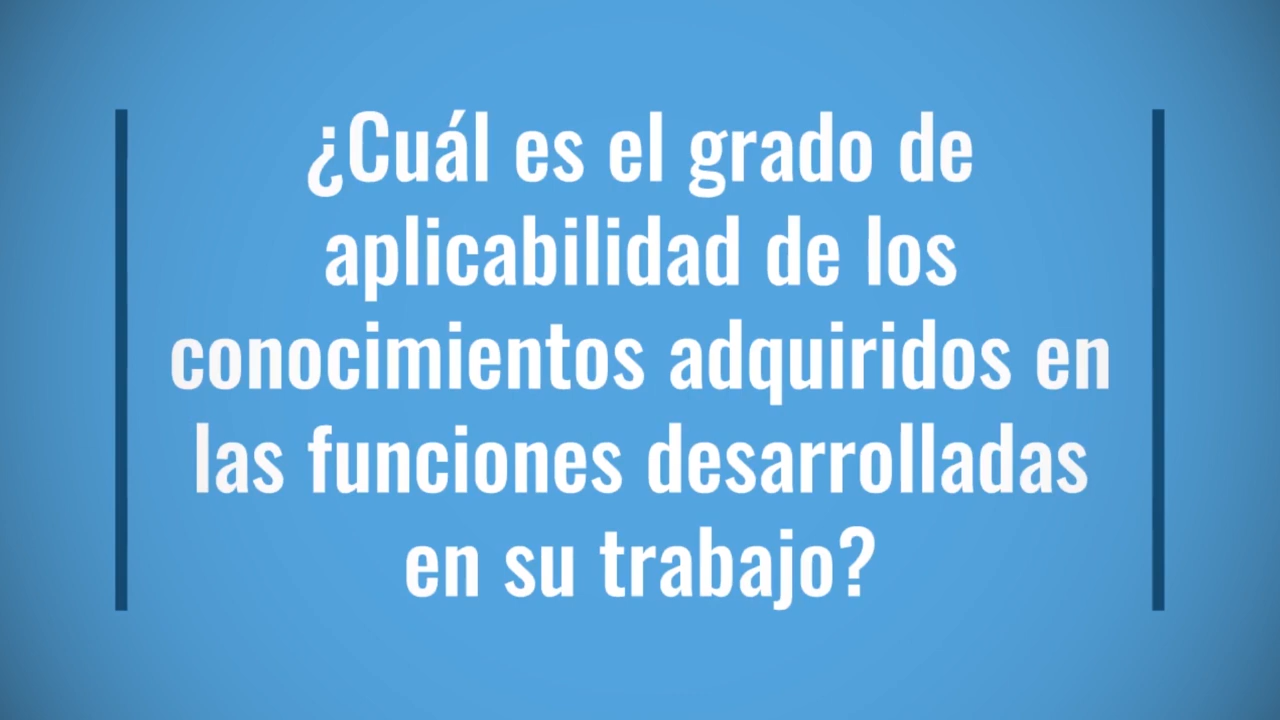 ¿Cuál es el grado de
aplicabilidad de los
conocimientos adquiridos en
las funciones desarrolladas
en su trabajo?